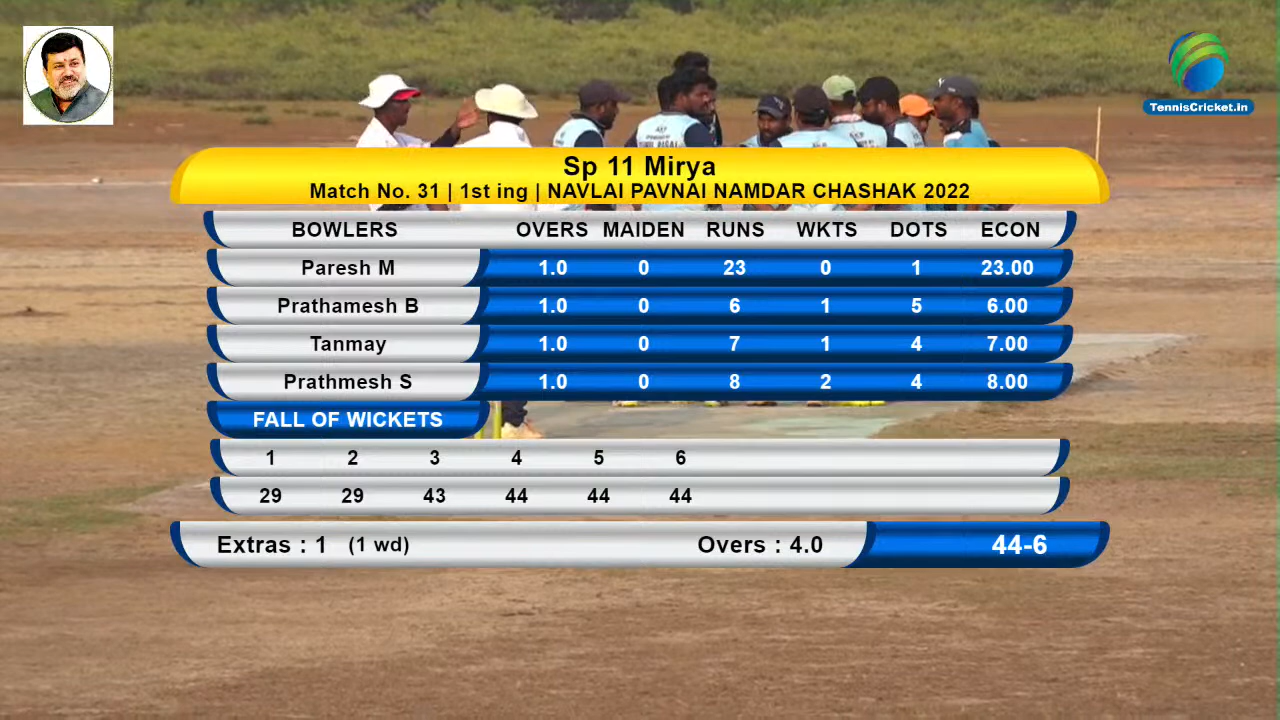 TennisCricket.in
Sp 11 Mirya
Match No. 31 | 1st ing | NAVLAI PAVNAI NAMDAR CHASHAK 2022
BOWLERS OVERS MAIDEN RUNS WKTS DOTS ECON
Paresh M 1.0 0 23 0 1 23.00
Prathamesh B 1.0 0 6 1 5 6.00
Tanmay 1.0 0 7 1 4 7.00
Prathmesh S 1.0 0 8 2 4 8.00
FALL OF WICKETS
1 2 3 4 5 6
29 29 43 44 44 44
Extras : 1 (1 wd) Overs : 4.0 44-6